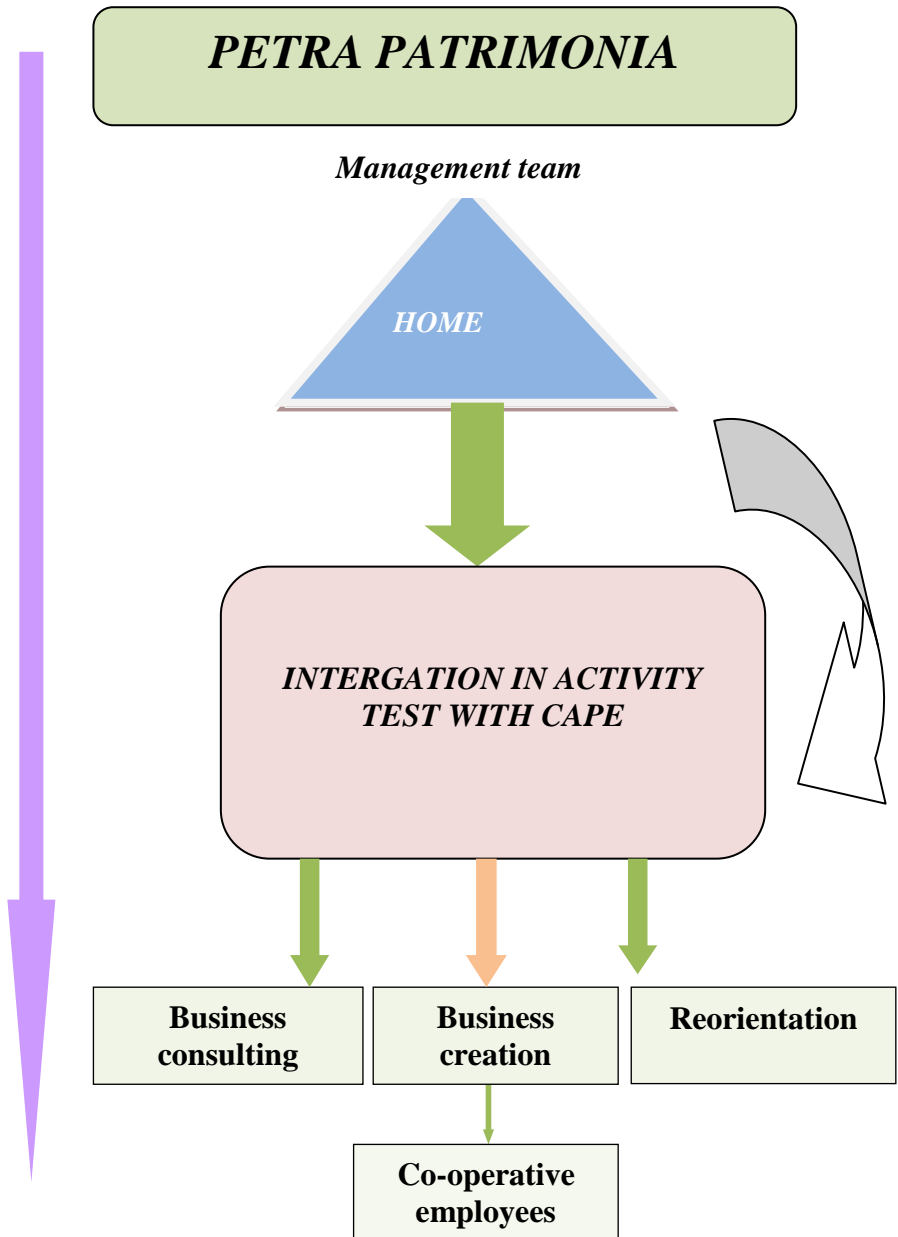 PETRA PATRIMONIA
Management team
HOME
INTERGATION IN ACTIVITY
TEST WITH CAPE
Business
consulting
Business
creation
Reorientation
Co-operative
employees